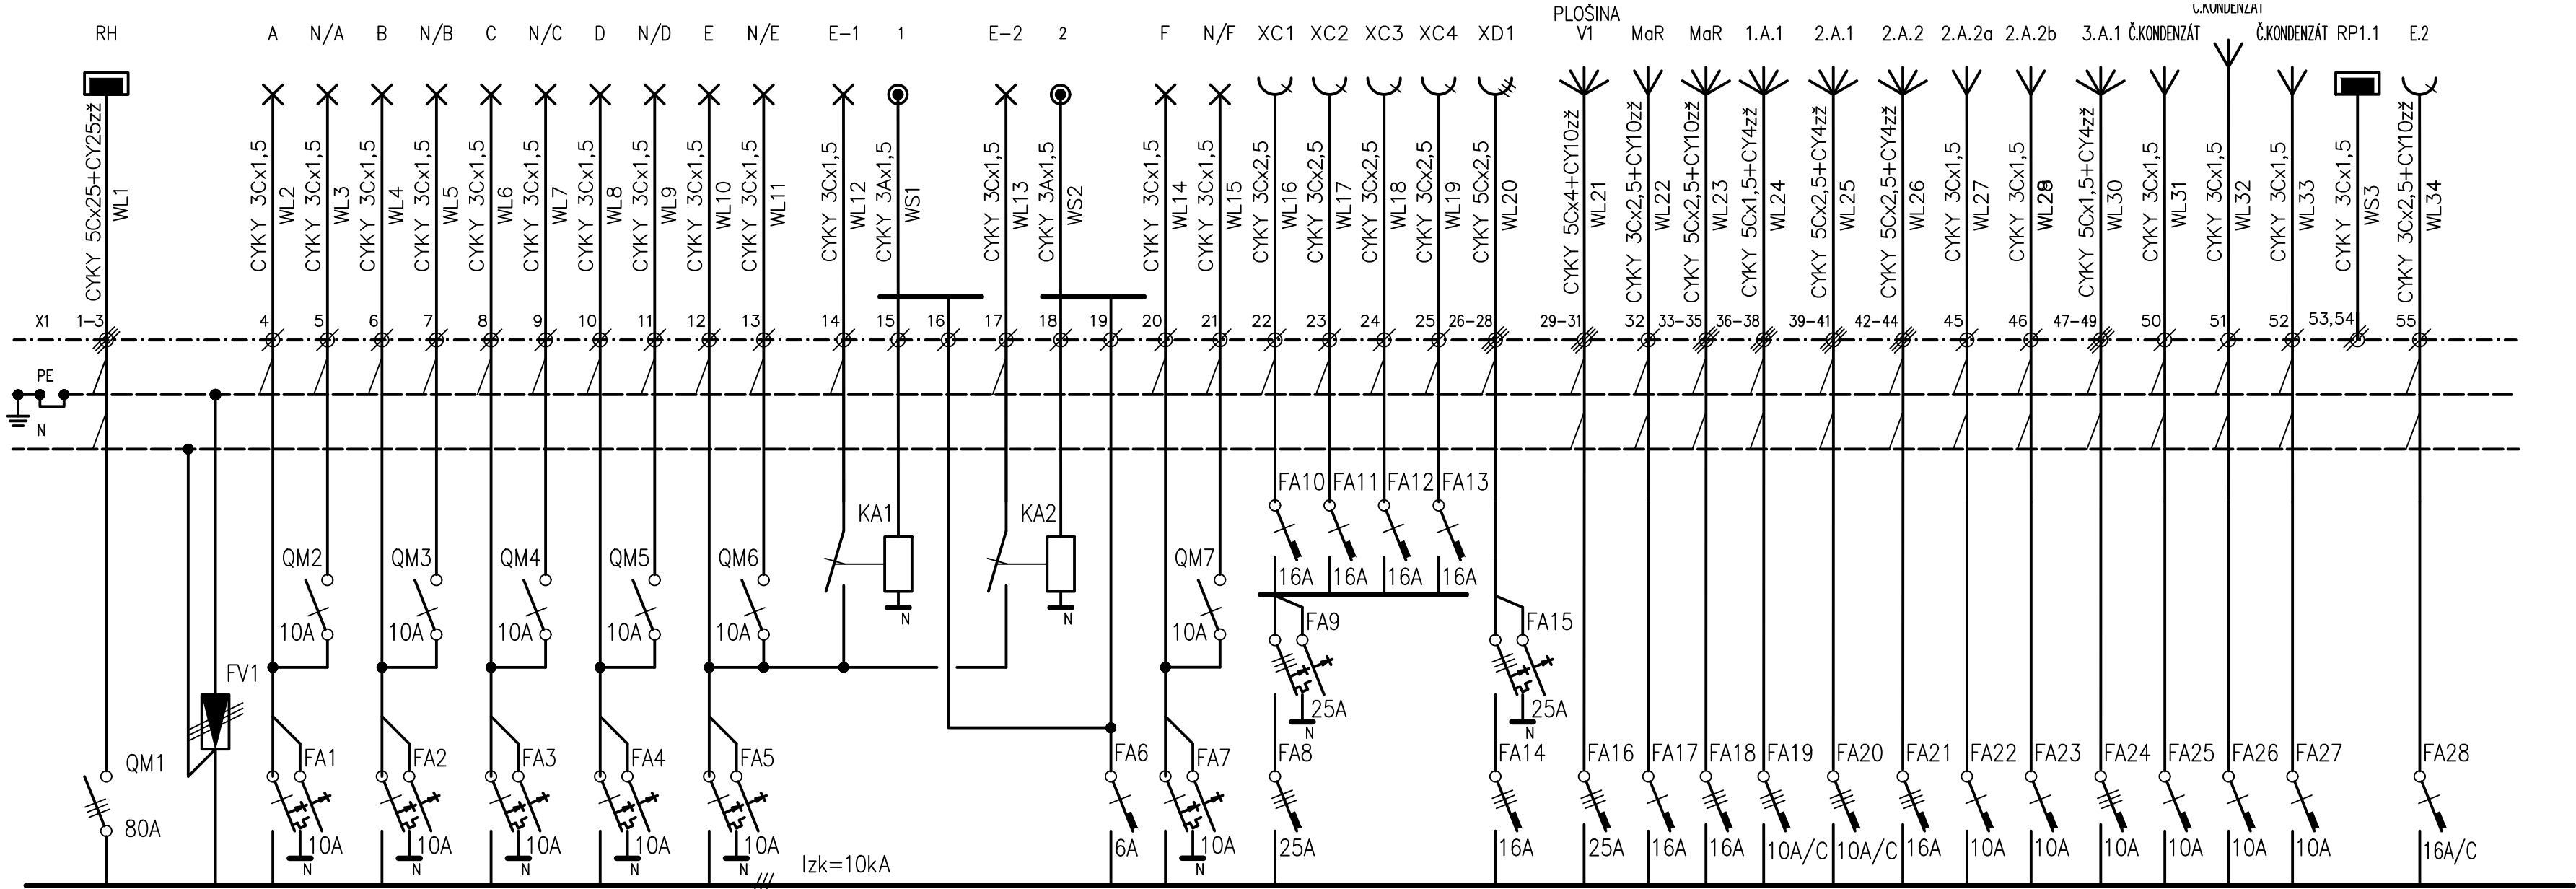 Č.KONDENZÁT
PLOŠINA
RH A N/A B N/B C N/C D N/D E N/E E-1 1 E-2 2 F N/F XC1 XC2 XC3 XC4 XD1 V1 MaR MaR 1.A.1 2.A.1 2.A.2 2.A.2a 2.A.2b 3.A.1 Č.KONDENZÁT Č.KONDENZÁT RP1.1 E.2
CYKY 5Cx25+CY25zž
WL1
CYKY 3Cx1,5
WL2
CYKY 3Cx1,5
WL3
CYKY 3Cx1,5
WL4
CYKY 3Cx1,5
WL5
CYKY 3Cx1,5
WL6
CYKY 3Cx1,5
WL7
CYKY 3Cx1,5
WL8
CYKY 3Cx1,5
WL9
CYKY 3Cx1,5
WL10
CYKY 3Cx1,5
WL11
CYKY 3Cx1,5
WL12
CYKY 3Ax1,5
WS1
CYKY 3Cx1,5
WL13
CYKY 3Ax1,5
WS2
CYKY 3Cx1,5
WL14
CYKY 3Cx1,5
WL15
CYKY 3Cx2,5
WL16
CYKY 3Cx2,5
WL17
CYKY 3Cx2,5
WL18
CYKY 3Cx2,5
WL19
CYKY 5Cx2,5
WL20
CYKY 5Cx4+CY10zž
WL21
CYKY 3Cx2,5+CY10zž
WL22
CYKY 5Cx2,5+CY10zž
WL23
CYKY 5Cx1,5+CY4zž
WL24
CYKY 5Cx2,5+CY4zž
WL25
CYKY 5Cx2,5+CY4zž
WL26
CYKY 3Cx1,5
WL27
CYKY 3Cx1,5
CYKY 5Cx1,5+CY4zž
WL30
CYKY 3Cx1,5
WL31
CYKY 3Cx1,5
WL32
CYKY 3Cx1,5
WL33
CYKY 3Cx1,5
WS3
CYKY 3Cx2,5+CY10zž
WL34
X1 1-3 4 5 6 7 8 9 10 11 12 13 14 15 16 17 18 19 20 21 22 23 24 25 26-28 29-31 32 33-35 36-38 39-41 42-44 45 46 47-49 50 51 52 53,54 55
PE
N
FA10 FA11 FA12 FA13
KA1 KA2
QM2 QM3 QM4 QM5 QM6 QM7
16A 16A 16A 16A
N N
FA9 FA15
10A 10A 10A 10A 10A 10A
FV1
25A 25A
N N
QM1 FA1 FA2 FA3 FA4 FA5 FA6 FA7 FA8 FA14 FA16 FA17 FA18 FA19 FA20 FA21 FA22 FA23 FA24 FA25 FA26 FA27 FA28
80A
10A 10A 10A 10A 10A 6A 10A 25A 16A 25A 16A 16A 10A/C 10A/C 16A 10A 10A 10A 10A 10A 10A 16A/C
N N N N N N
Izk=10kA